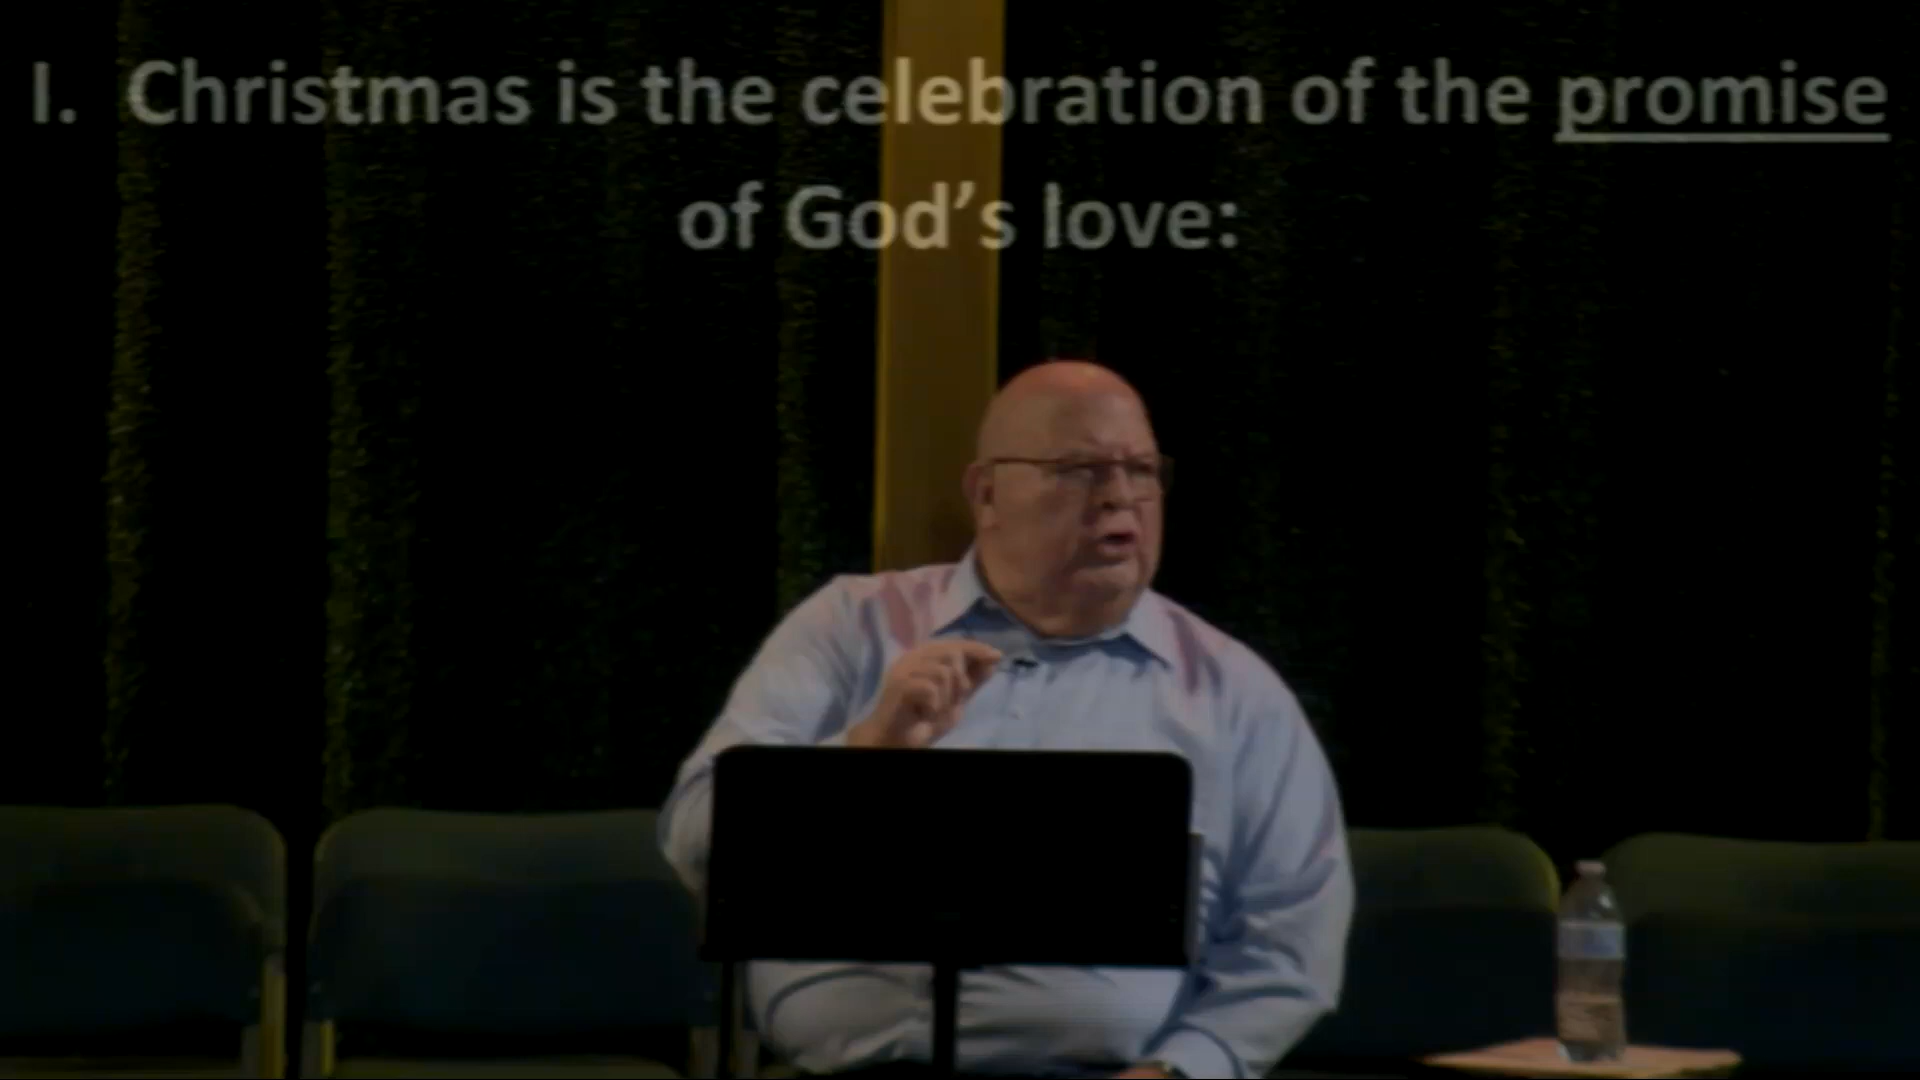 I. Christmas is the celebration of the promise
of God's love: